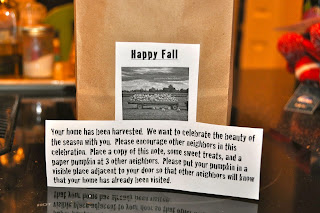 Happy Fall
Your home has been harvested. We want to celebrate the beauty of
the season with you. Please encourage other neighbors in this
celebration. Place a copy of this note, some sweet treats, and a
paper pumpkin at 3 other neighbors. Please put your pumpkin in a
visible place adjacent to your door so that other neighbors will know
that your home has already been visited.